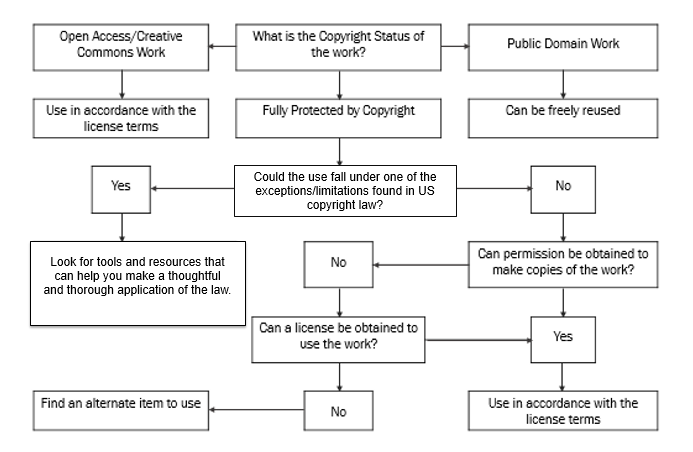 Open Access/Creative
Commons Work
What is the Copyright Status of
the work?
Public Domain Work
Use in accordance with the
license terms
Fully Protected by Copyright
Can be freely reused
Yes
Could the use fall under one of the
exceptions/limitations found in US
copyright law?
No
Look for tools and resources that
can help you make a thoughtful
and thorough application of the law.
No
Can permission be obtained to
make copies of the work?
Can a license be obtained to
use the work?
Yes
Find an alternate item to use
No
Use in accordance with the
license terms